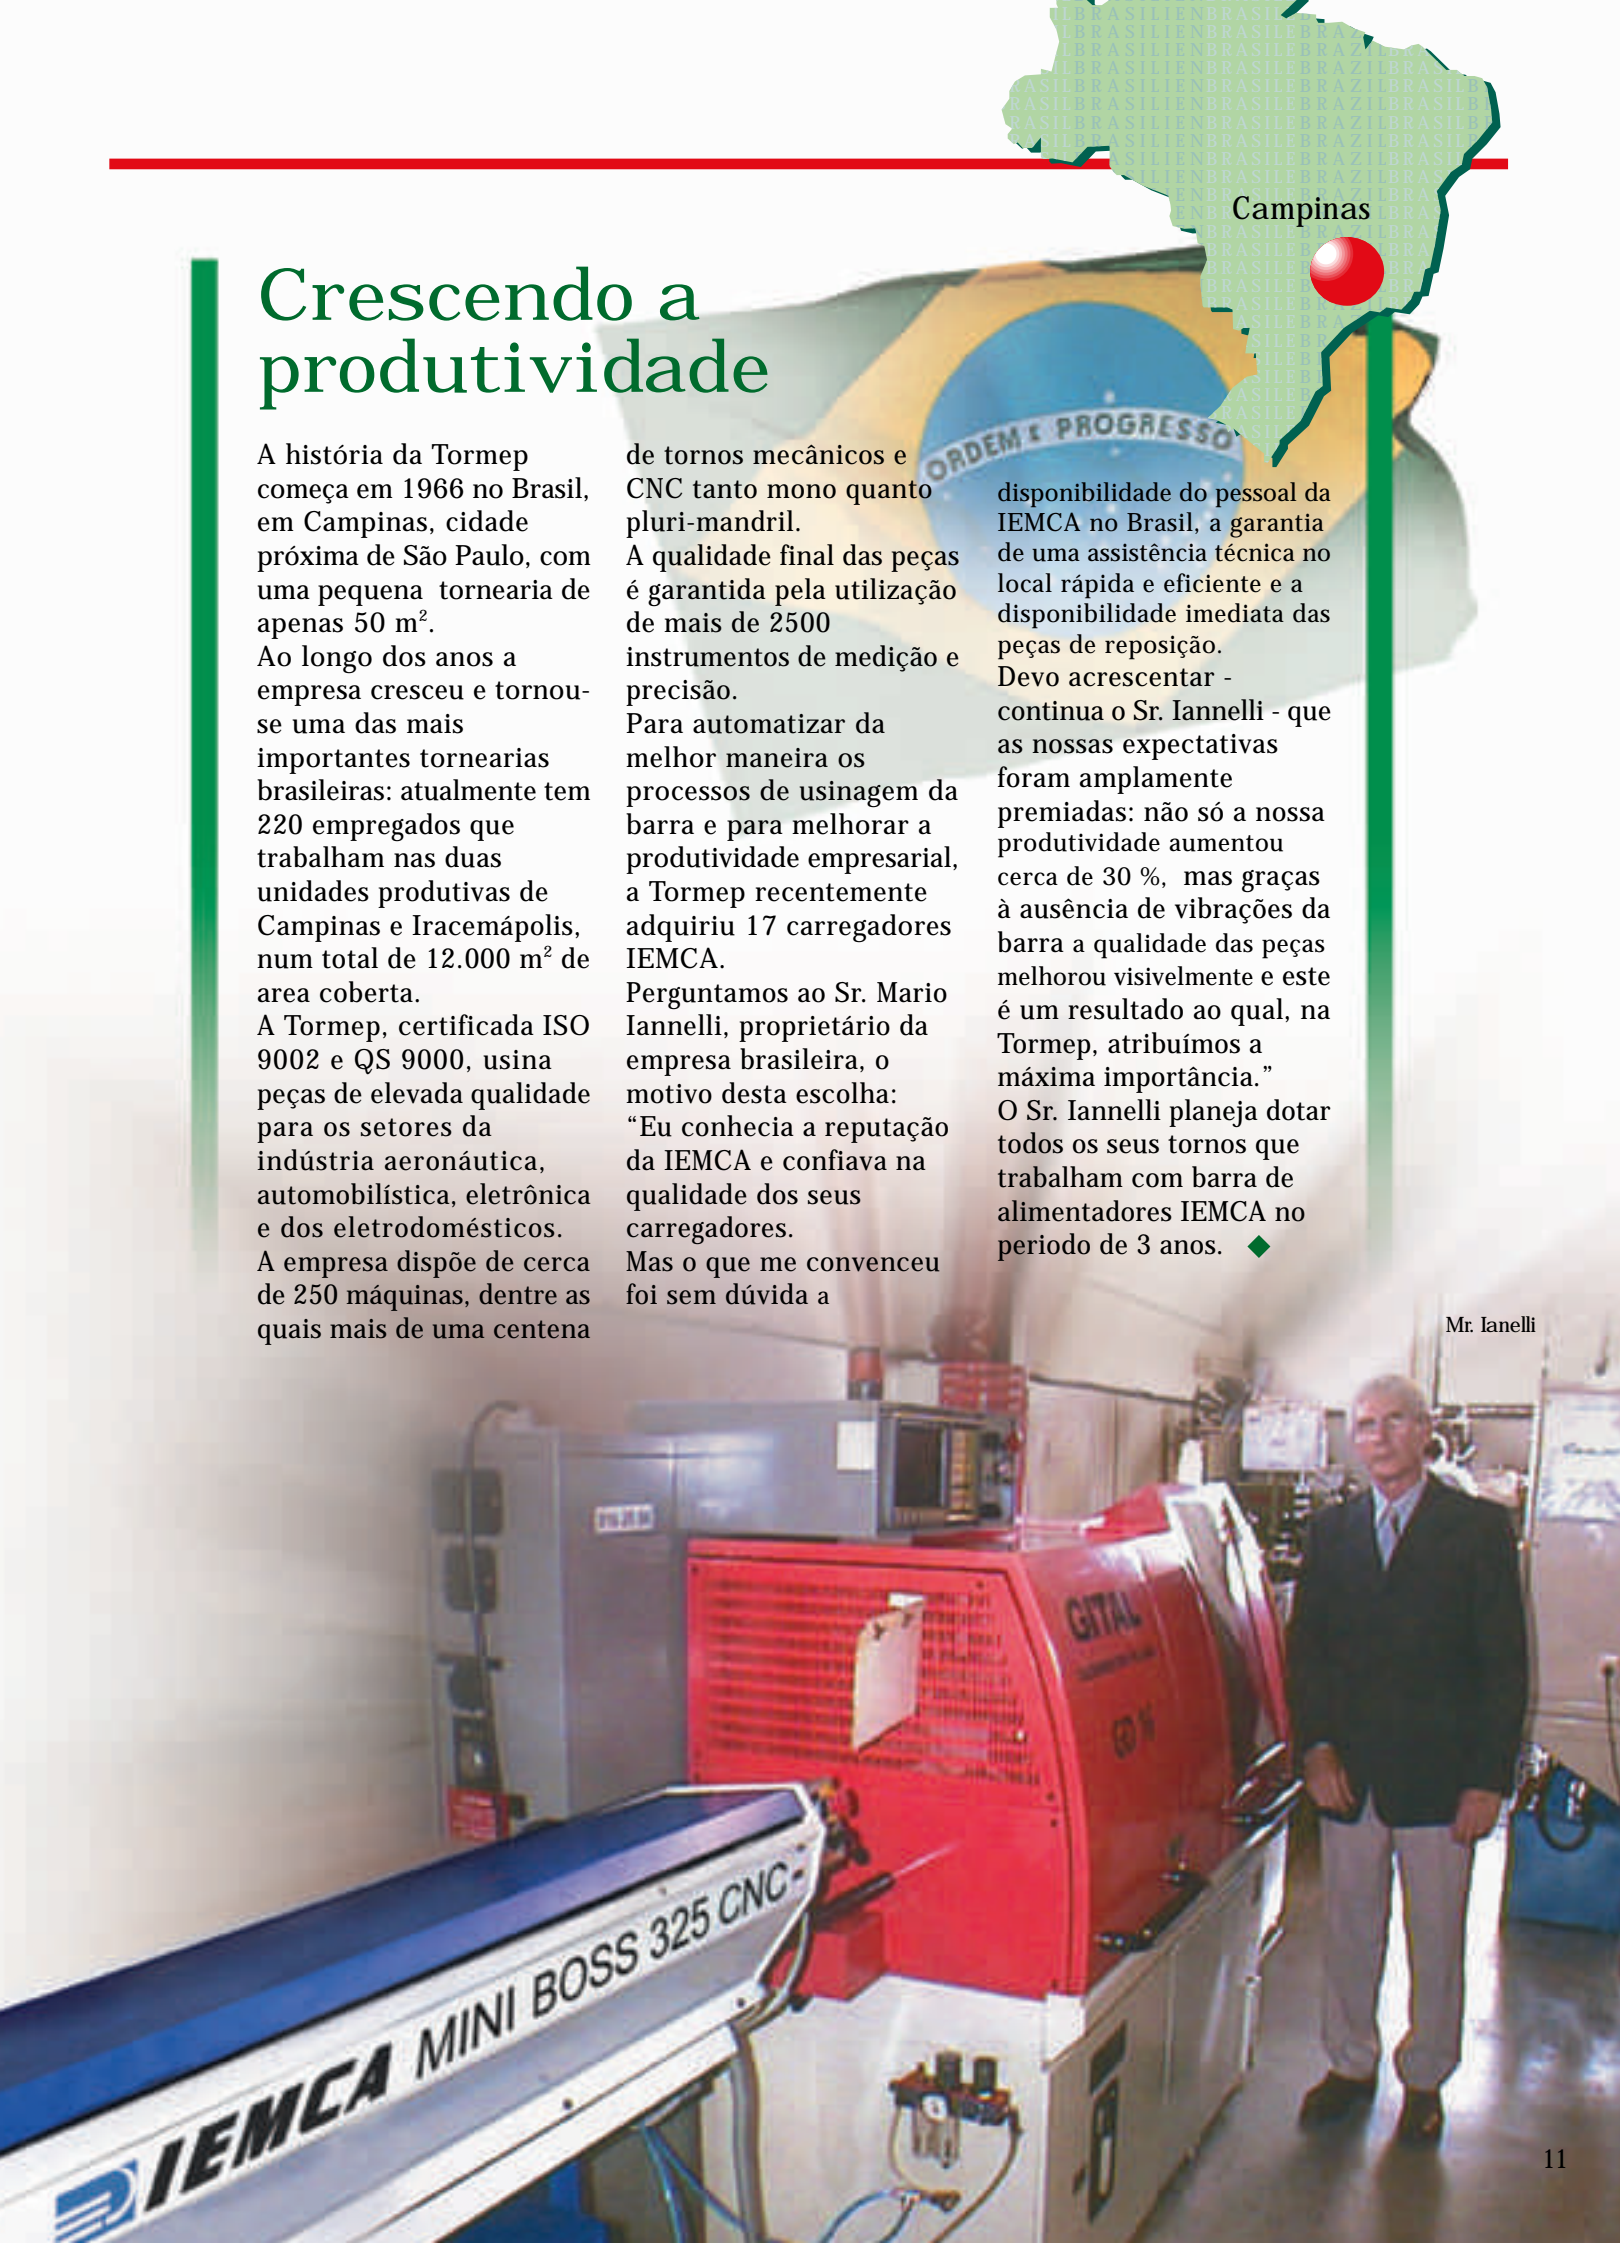 Campinas
Crescendo a
produtividade
A história da Tormep
começa em 1966 no Brasil,
em Campinas, cidade
próxima de São Paulo, com
uma pequena  tornearia de
apenas 50 m².
Ao longo dos anos a
empresa cresceu e tornou-
se uma das mais
importantes tornearias
brasileiras: atualmente tem
220 empregados que
trabalham nas duas
unidades produtivas de
Campinas e Iracemápolis,
num total de 12.000 m² de
area coberta.
A Tormep, certificada ISO
9002 e QS 9000, usina
peças de elevada qualidade
para os setores da
indústria aeronáutica,
automobilística, eletrônica
e dos eletrodomésticos.
A empresa dispõe de cerca
de 250 máquinas, dentre as
quais mais de uma centena
de tornos mecânicos e
CNC tanto mono quanto
pluri-mandril.
A qualidade final das peças
é garantida pela utilização
de mais de 2500
instrumentos de medição e
precisão.
Para automatizar da
melhor maneira os
processos de usinagem da
barra e para melhorar a
produtividade empresarial,
a Tormep recentemente
adquiriu 17 carregadores
IEMCA.
Perguntamos ao Sr. Mario
Iannelli, proprietário da
empresa brasileira, o
motivo desta escolha:
“Eu conhecia a reputação
da IEMCA e confiava na
qualidade dos seus
carregadores.
Mas o que me convenceu
foi sem dúvida a
disponibilidade do pessoal da
IEMCA no Brasil, a garantia
de uma assistência técnica no
local rápida e eficiente e a
disponibilidade imediata das
peças de reposição.
Devo acrescentar -
continua o Sr. Iannelli - que
as nossas expectativas
foram amplamente
premiadas: não só a nossa
produtividade aumentou
cerca de 30 %,  mas graças
à ausência de vibrações da
barra a qualidade das peças
melhorou visivelmente e este
é um resultado ao qual, na
Tormep, atribuímos a
máxima importância.”
O Sr. Iannelli planeja dotar
todos os seus tornos que
trabalham com barra de
alimentadores IEMCA no
periodo de 3 anos.
ORDEM E PROGRESSO
Mr. Ianelli
GITAL
GD 16
IEMCA MINI BOSS 325 CNC
11